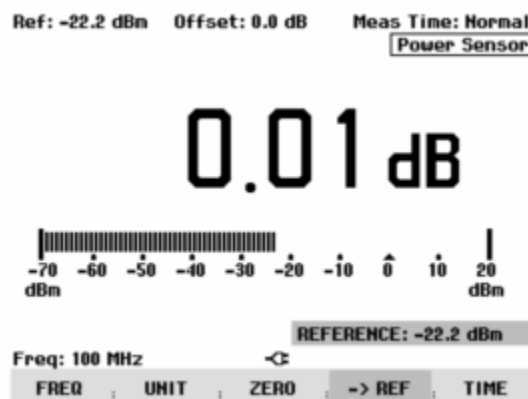 Ref: -22.2 dBm Offset: 0.0 dB Meas Time: Normal
Power Sensor
0.01 dB
-70 -60 -50 -40 -30 -20 -10 0 10 20
dBm dBm
REFERENCE: -22.2 dBm
Freq: 100 MHz
FREQ UNIT ZERO -> REF TIME